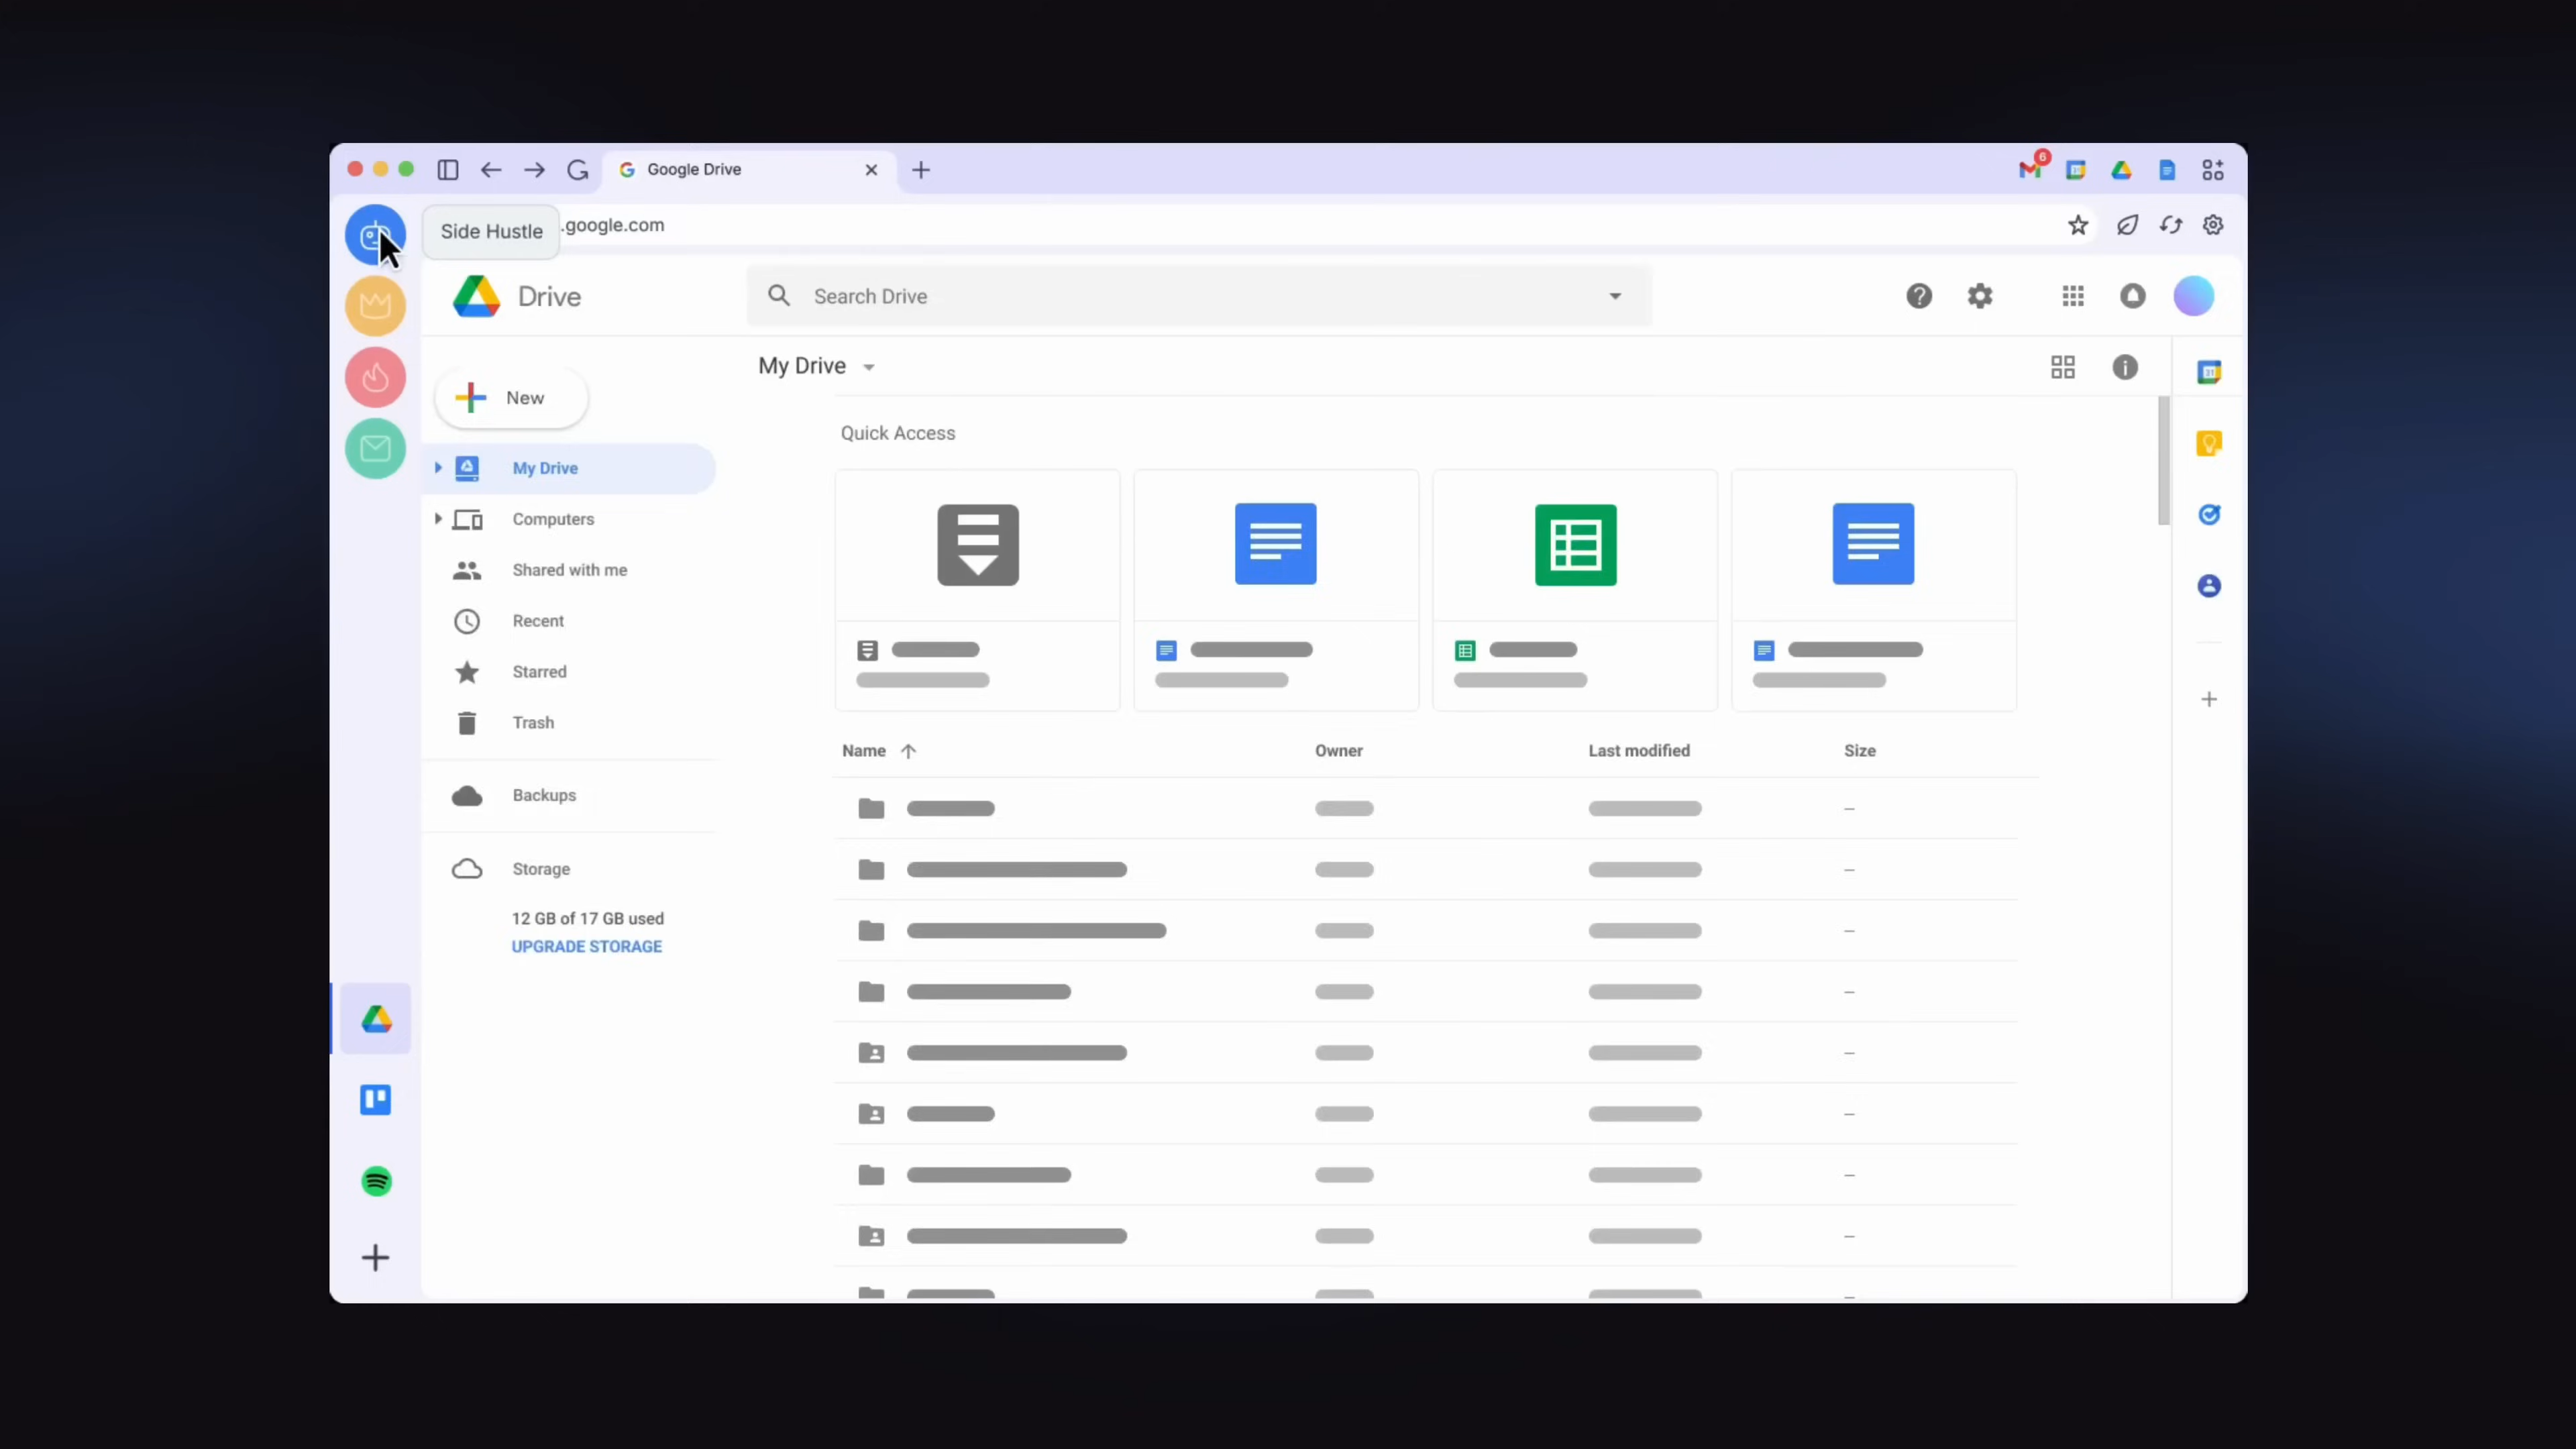 Google Drive
6
Side Hustle
.google.com
Drive
Search Drive
New
My Drive
Computers
Shared with me
Recent
Starred
Trash
Backups
Storage
12 GB of 17 GB used
UPGRADE STORAGE
My Drive
Quick Access
Name Owner Last modified Size
–
–
–
–
–
–
–
–
–